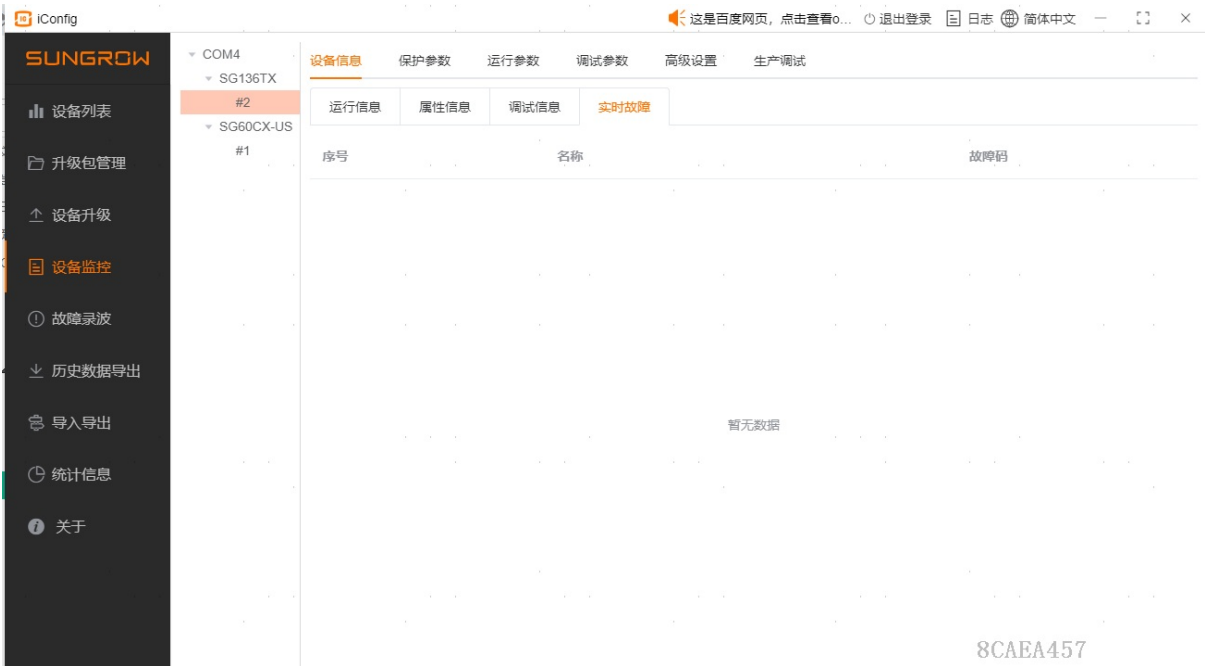 iConfig
这是百度网页，点击查看o... 退出登录 日志 简体中文
SUNGROW
设备列表
升级包管理
设备升级
设备监控
故障录波
历史数据导出
导入导出
统计信息
关于
COM4
SG136TX
#2
SG60CX-US
#1
设备信息 保护参数 运行参数 调试参数 高级设置 生产调试
运行信息 属性信息 调试信息 实时故障
序号 名称 故障码
暂无数据
8CAEA457